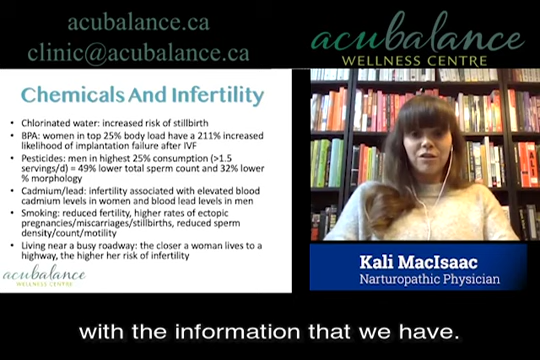 acubalance.ca
clinic@acubalance.ca
acubalance
WELLNESS CENTRE
Chemicals And Infertility
• Chlorinated water: increased risk of stillbirth
• BPA: women in top 25% body load have a 211% increased
likelihood of implantation failure after IVF
• Pesticides: men in highest 25% consumption (>1.5
servings/d) = 49% lower total sperm count and 32% lower
% morphology
• Cadmium/lead: infertility associated with elevated blood
cadmium levels in women and blood lead levels in men
• Smoking: reduced fertility, higher rates of ectopic
pregnancies/miscarriages/stillbirths, reduced sperm
density/count/motility
• Living near a busy roadway: the closer a woman lives to a
highway, the higher her risk of infertility
acubalance
WELLNESS CENTRE
Kali MacIsaac
Narturopathic Physician
with the information that we have.